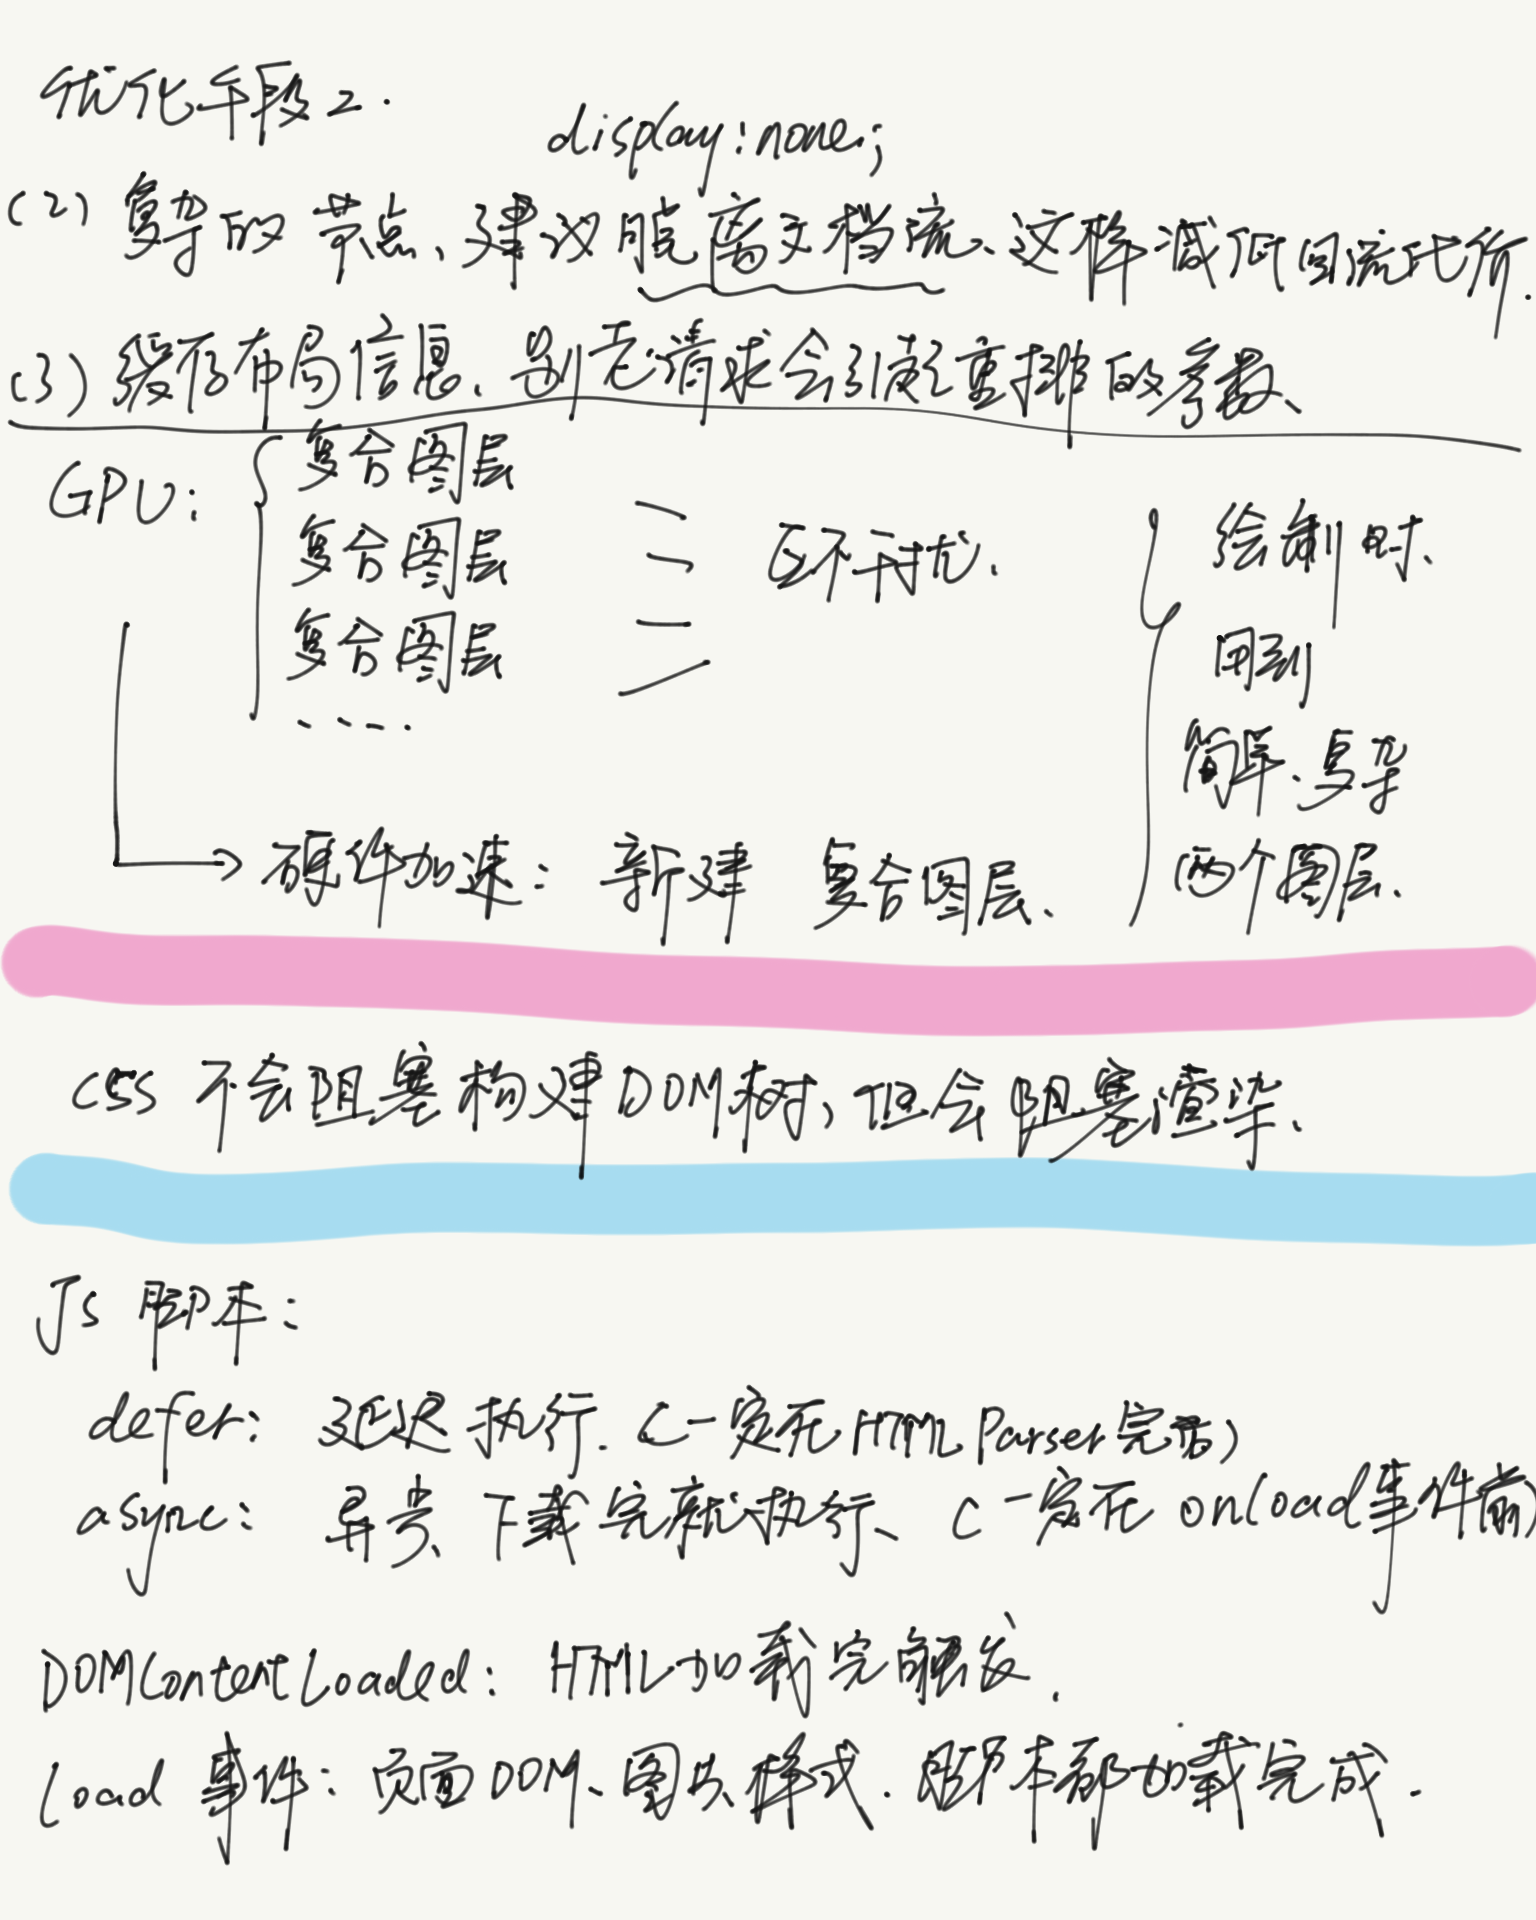 优化手段 2.
display:none;
(2) 复杂的节点、建议脱离文档流、这样减低回流代价.
(3) 缓存布局信息、别老请求会引起重排的参数、
GPU:
复合图层
复合图层
复合图层
....
互不干扰.
绘制时、
用到
简单、复杂
两个图层、
硬件加速: 新建 复合图层、
CSS 不会阻塞构建DOM树、但会阻塞渲染、
JS 脚本:
defer: 延迟执行. (一定在HTML Parser完后)
async: 异步、下载完就执行、 (一定在onload事件前)
DOMContentLoaded: HTML加载完触发.
load 事件: 页面DOM、图片、样式、脚本都加载完成.